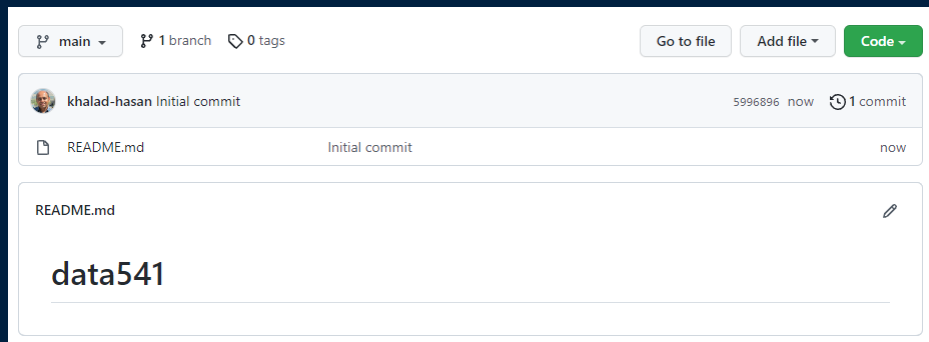 main 1 branch 0 tags Go to file Add file Code
khalad-hasan Initial commit 5996896 now 1 commit
README.md Initial commit now
README.md
data541